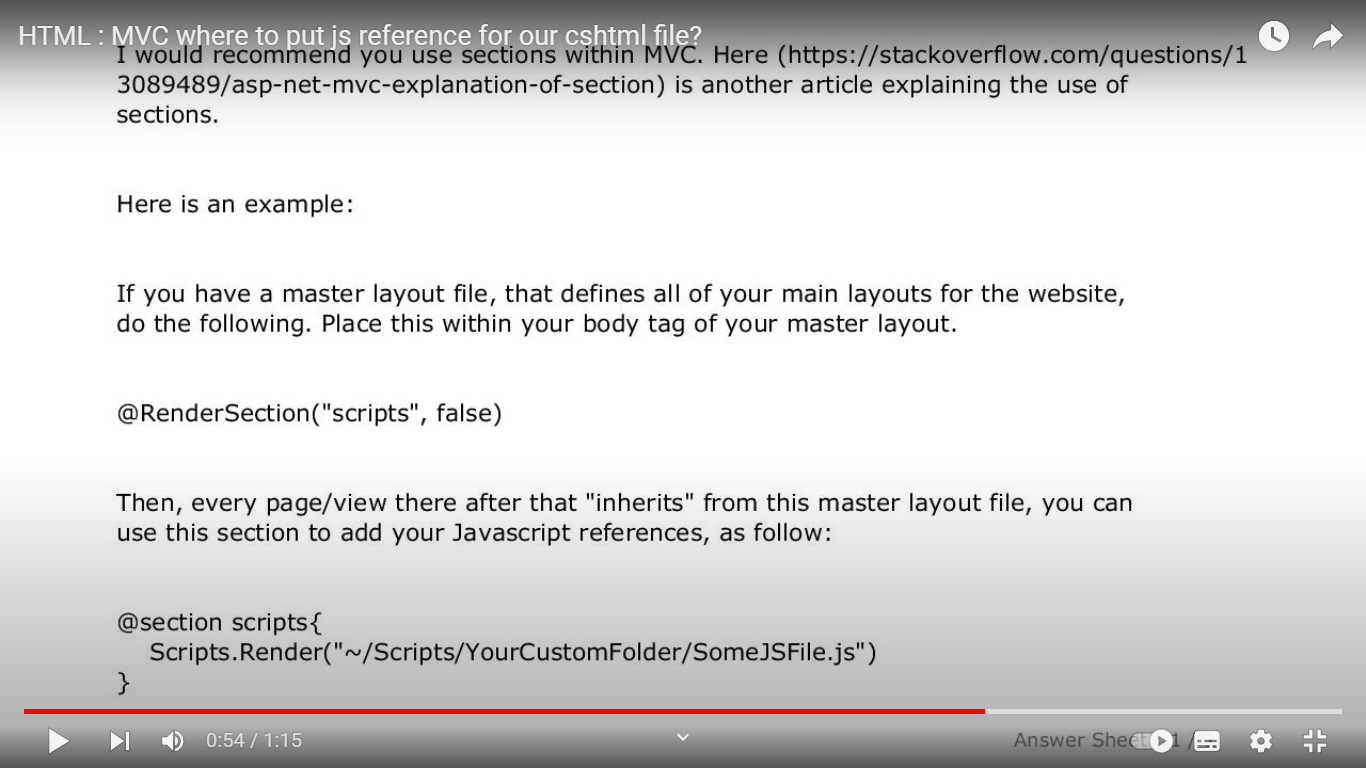 HTML : MVC where to put js reference for our cshtml file?
I would recommend you use sections within MVC. Here (https://stackoverflow.com/questions/1
3089489/asp-net-mvc-explanation-of-section) is another article explaining the use of
sections.
Here is an example:
If you have a master layout file, that defines all of your main layouts for the website,
do the following. Place this within your body tag of your master layout.
@RenderSection("scripts", false)
Then, every page/view there after that "inherits" from this master layout file, you can
use this section to add your Javascript references, as follow:
@section scripts{
Scripts.Render("~/Scripts/YourCustomFolder/SomeJSFile.js")
}
0:54 / 1:15
Answer 1 /